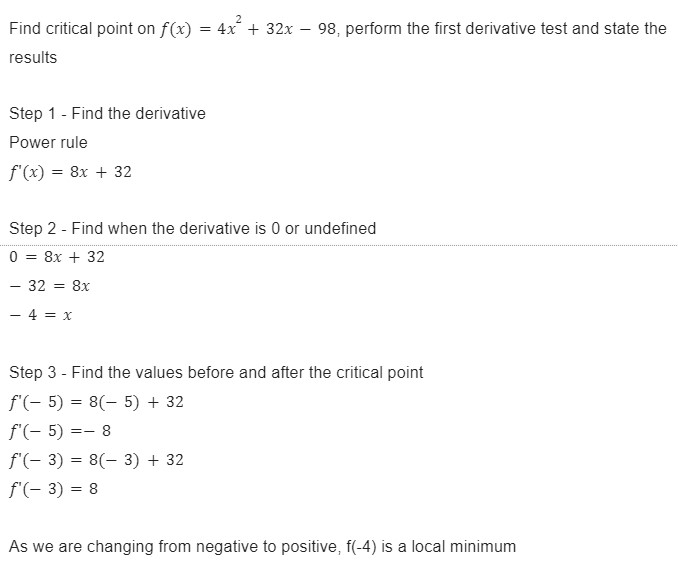 Find critical point on f(x) = 4x² + 32x − 98, perform the first derivative test and state the
results
Step 1 - Find the derivative
Power rule
f'(x) = 8x + 32
Step 2 - Find when the derivative is 0 or undefined
0 = 8x + 32
− 32 = 8x
− 4 = x
Step 3 - Find the values before and after the critical point
f'(− 5) = 8(− 5) + 32
f'(− 5) =− 8
f'(− 3) = 8(− 3) + 32
f'(− 3) = 8
As we are changing from negative to positive, f(-4) is a local minimum